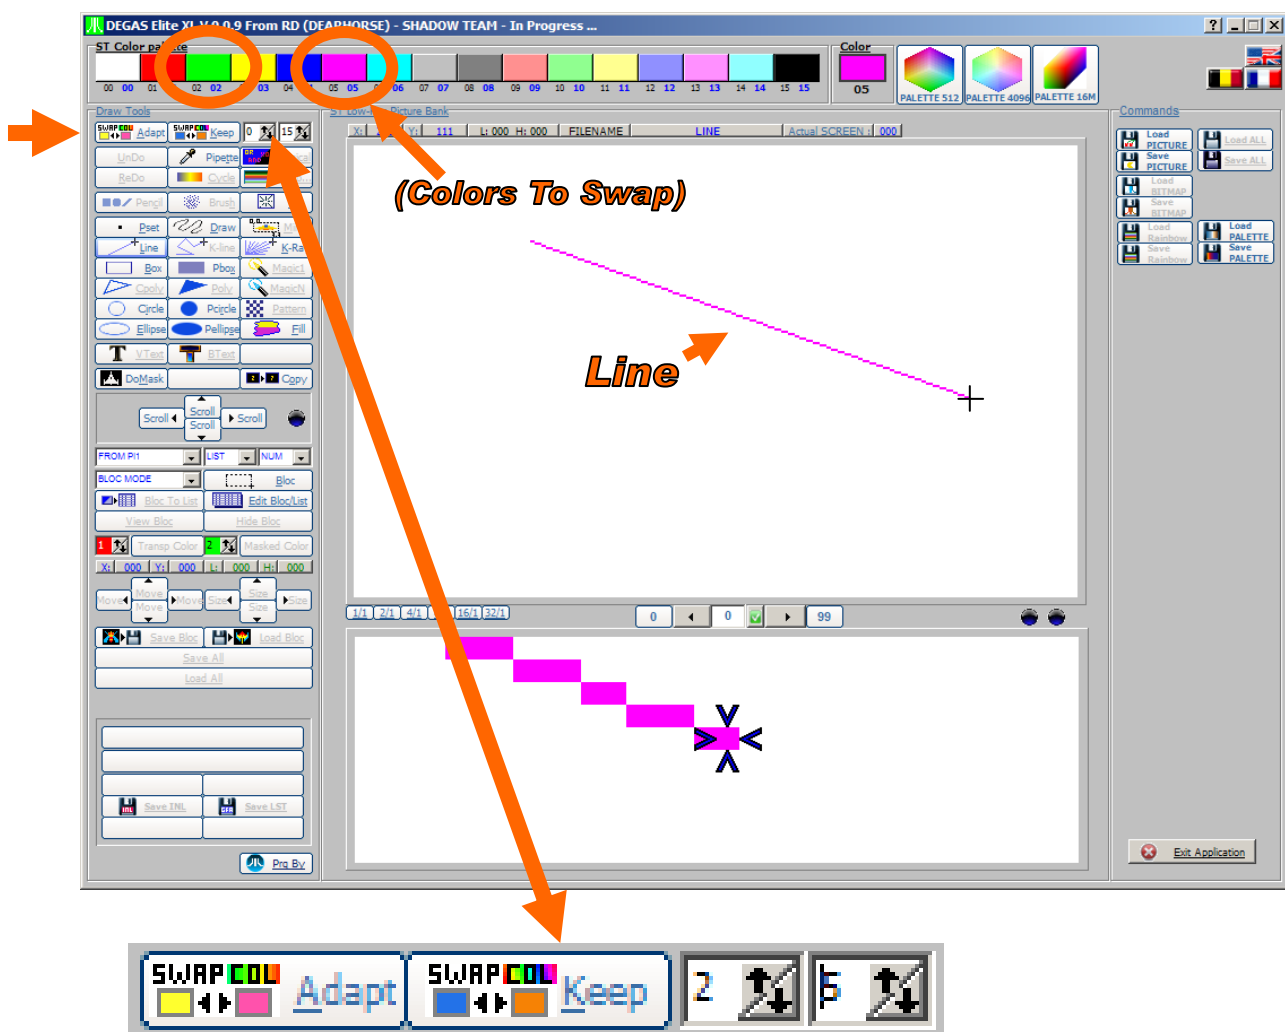 DEGAS Elite XL V 0.0.9 From RD (DEARHORSE) - SHADOW TEAM - In Progress ...
ST Color palette
Color
00 00 01 02 02 03 04 05 05 06 07 07 08 08 09 09 10 10 11 11 12 12 13 13 14 14 15 15
05
PALETTE 512 PALETTE 4096 PALETTE 16M
Draw Tools
ST Low- Picture Bank
Commands
SWAP COL Adapt SWAP COL Keep 0 15
X: Y: 111 L: 000 H: 000 FILENAME LINE Actual SCREEN : 000
UnDo Pipette
ReDo Cycle
Pencil Brush
Pset Draw
Line K-line K-Ra
Box Pbox Magic1
Cpoly Poly MagicN
Circle Pcircle Pattern
Ellipse Pellipse Fill
T VText T BText
DoMask Copy
Scroll
Scroll Scroll
Scroll
FROM PI1 LIST NUM
BLOC MODE Bloc
Bloc To List Edit Bloc/List
View Bloc Hide Bloc
1 Transp Color 2 Masked Color
X: 000 Y: 000 L: 000 H: 000
Move Size
Move Move Size Size
Move Size
Save Bloc Load Bloc
Save All
Load All
INL Save INL GFA Save LST
Prg By
(Colors To Swap)
Line
1/1 2/1 4/1 16/1 32/1
0 0 99
Load PICTURE Load ALL
Save PICTURE Save ALL
Load BITMAP
Save BITMAP
Load Rainbow Load PALETTE
Save Rainbow Save PALETTE
Exit Application
SWAP COL Adapt SWAP COL Keep 2 5